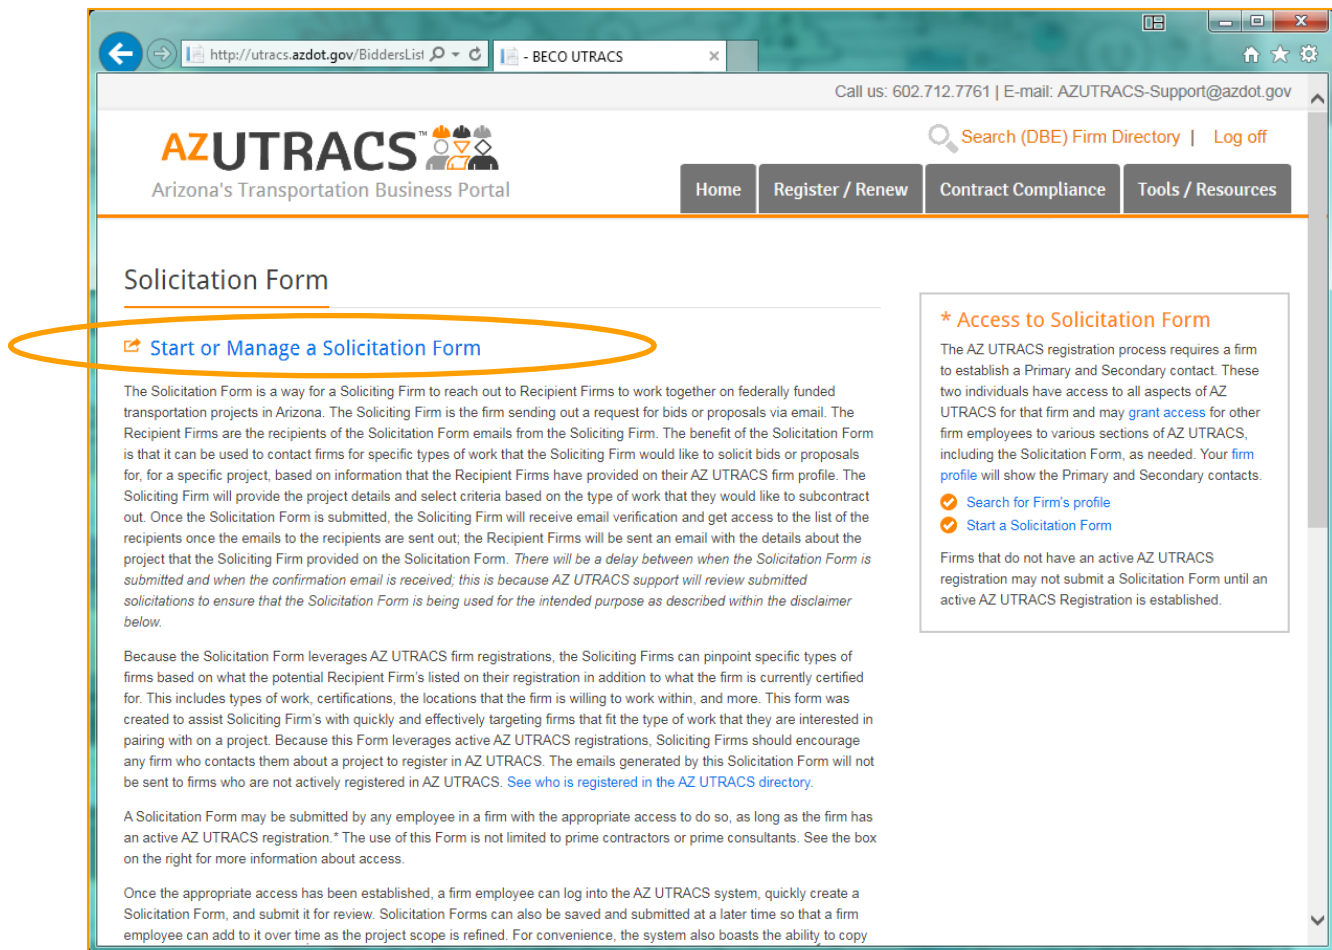 http://utracs.azdot.gov/BiddersList
- BECO UTRACS
Call us: 602.712.7761 | E-mail: AZUTRACS-Support@azdot.gov
AZUTRACS™
Arizona's Transportation Business Portal
Search (DBE) Firm Directory | Log off
Home Register / Renew Contract Compliance Tools / Resources
Solicitation Form
Start or Manage a Solicitation Form
The Solicitation Form is a way for a Soliciting Firm to reach out to Recipient Firms to work together on federally funded
transportation projects in Arizona. The Soliciting Firm is the firm sending out a request for bids or proposals via email. The
Recipient Firms are the recipients of the Solicitation Form emails from the Soliciting Firm. The benefit of the Solicitation Form
is that it can be used to contact firms for specific types of work that the Soliciting Firm would like to solicit bids or proposals
for, for a specific project, based on information that the Recipient Firms have provided on their AZ UTRACS firm profile. The
Soliciting Firm will provide the project details and select criteria based on the type of work that they would like to subcontract
out. Once the Solicitation Form is submitted, the Soliciting Firm will receive email verification and get access to the list of the
recipients once the emails to the recipients are sent out; the Recipient Firms will be sent an email with the details about the
project that the Soliciting Firm provided on the Solicitation Form. There will be a delay between when the Solicitation Form is
submitted and when the confirmation email is received; this is because AZ UTRACS support will review submitted
solicitations to ensure that the Solicitation Form is being used for the intended purpose as described within the disclaimer
below.
Because the Solicitation Form leverages AZ UTRACS firm registrations, the Soliciting Firms can pinpoint specific types of
firms based on what the potential Recipient Firm's listed on their registration in addition to what the firm is currently certified
for. This includes types of work, certifications, the locations that the firm is willing to work within, and more. This form was
created to assist Soliciting Firm's with quickly and effectively targeting firms that fit the type of work that they are interested in
pairing with on a project. Because this Form leverages active AZ UTRACS registrations, Soliciting Firms should encourage
any firm who contacts them about a project to register in AZ UTRACS. The emails generated by this Solicitation Form will not
be sent to firms who are not actively registered in AZ UTRACS. See who is registered in the AZ UTRACS directory.
A Solicitation Form may be submitted by any employee in a firm with the appropriate access to do so, as long as the firm has
an active AZ UTRACS registration.* The use of this Form is not limited to prime contractors or prime consultants. See the box
on the right for more information about access.
Once the appropriate access has been established, a firm employee can log into the AZ UTRACS system, quickly create a
Solicitation Form, and submit it for review. Solicitation Forms can also be saved and submitted at a later time so that a firm
employee can add to it over time as the project scope is refined. For convenience, the system also boasts the ability to copy
* Access to Solicitation Form
The AZ UTRACS registration process requires a firm
to establish a Primary and Secondary contact. These
two individuals have access to all aspects of AZ
UTRACS for that firm and may grant access for other
firm employees to various sections of AZ UTRACS,
including the Solicitation Form, as needed. Your firm
profile will show the Primary and Secondary contacts.
Search for Firm's profile
Start a Solicitation Form
Firms that do not have an active AZ UTRACS
registration may not submit a Solicitation Form until an
active AZ UTRACS Registration is established.